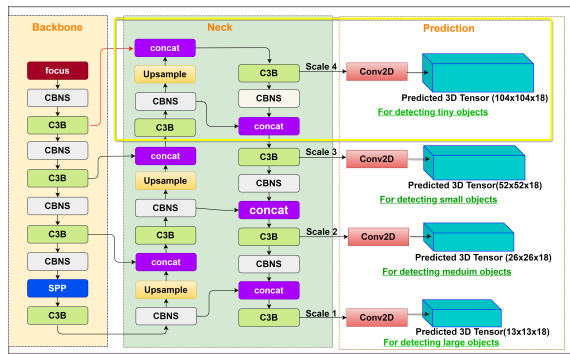 Backbone
Neck
Prediction
focus
CBNS
C3B
CBNS
C3B
CBNS
C3B
CBNS
SPP
C3B
concat
Upsample
CBNS
C3B
concat
Upsample
CBNS
C3B
concat
Upsample
CBNS
C3B
CBNS
concat
C3B
CBNS
concat
C3B
CBNS
concat
C3B
Scale 4
Conv2D
Predicted 3D Tensor (104x104x18)
For detecting tiny objects
Scale 3
Conv2D
Predicted 3D Tensor(52x52x18)
For detecting small objects
Scale 2
Conv2D
Predicted 3D Tensor (26x26x18)
For detecting meduim objects
Scale 1
Conv2D
Predicted 3D Tensor(13x13x18)
For detecting large objects